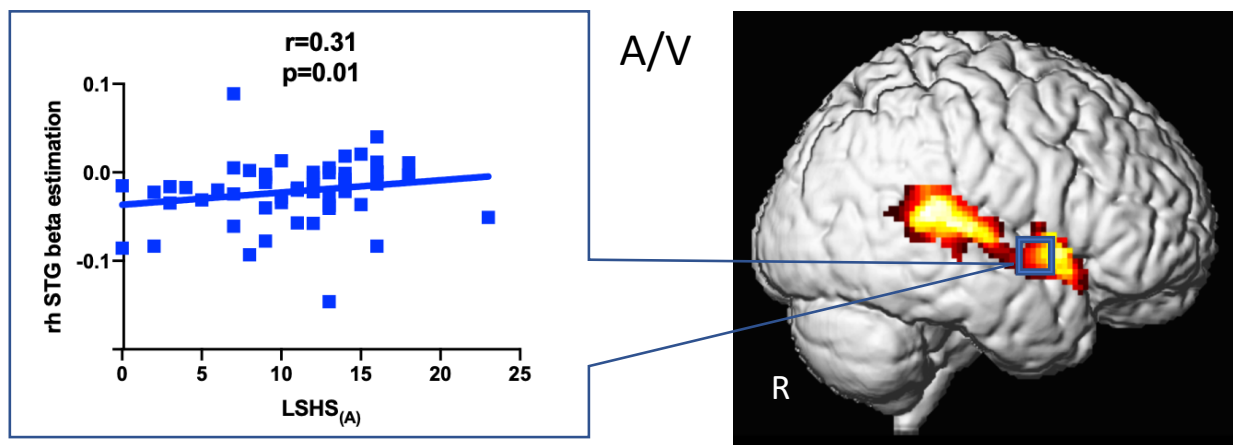 r=0.31
p=0.01
A/V
rh STG beta estimation
0.1
0.0
-0.1
0 5 10 15 20 25
LSHS(A)
R